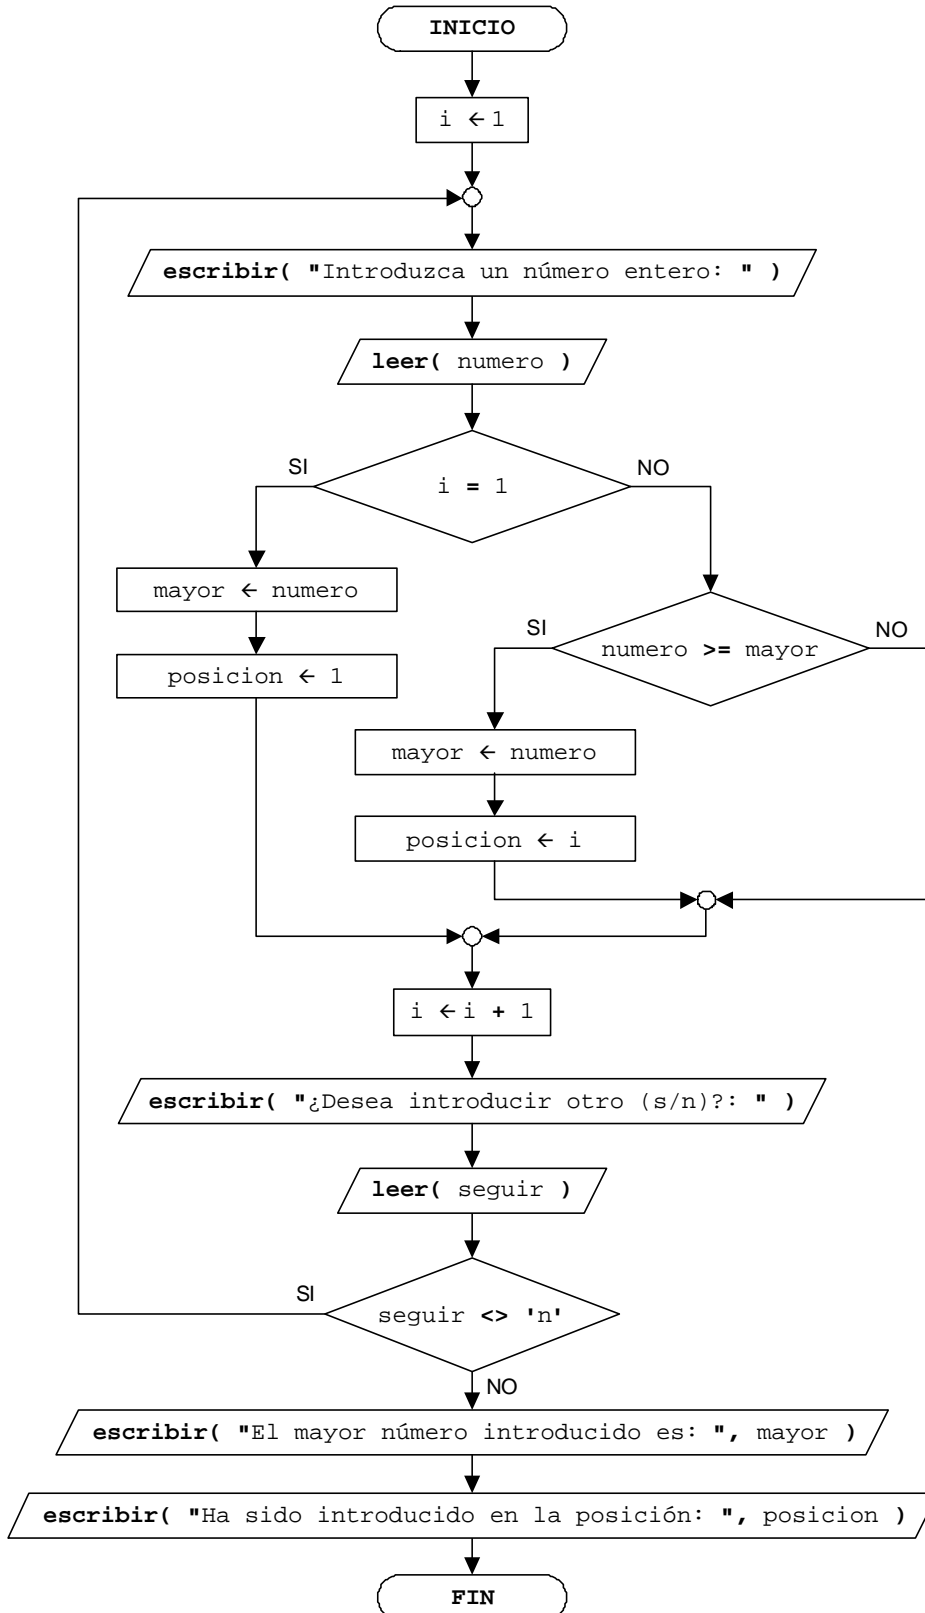 INICIO
i ← 1
escribir( "Introduzca un número entero: " )
leer( numero )
SI
i = 1
NO
mayor ← numero
posicion ← 1
SI
numero >= mayor
NO
mayor ← numero
posicion ← i
i ← i + 1
escribir( "¿Desea introducir otro (s/n)?: " )
leer( seguir )
SI
seguir <> 'n'
NO
escribir( "El mayor número introducido es: ", mayor )
escribir( "Ha sido introducido en la posición: ", posicion )
FIN